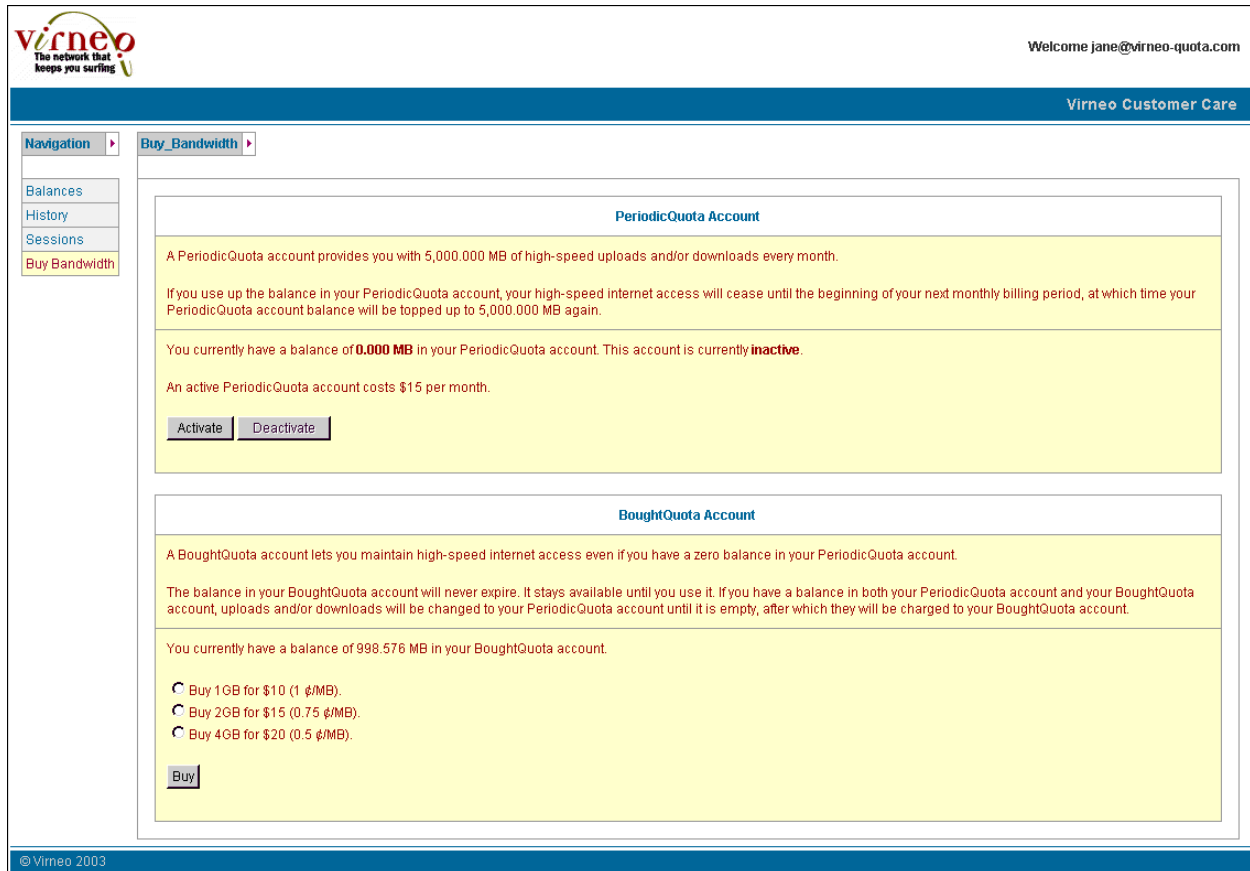 Virneo
The network that
keeps you surfing
Welcome jane@virneo-quota.com
Virneo Customer Care
Navigation
Buy_Bandwidth
Balances
History
Sessions
Buy Bandwidth
PeriodicQuota Account
A PeriodicQuota account provides you with 5,000.000 MB of high-speed uploads and/or downloads every month.
If you use up the balance in your PeriodicQuota account, your high-speed internet access will cease until the beginning of your next monthly billing period, at which time your
PeriodicQuota account balance will be topped up to 5,000.000 MB again.
You currently have a balance of 0.000 MB in your PeriodicQuota account. This account is currently inactive.
An active PeriodicQuota account costs $15 per month.
Activate Deactivate
BoughtQuota Account
A BoughtQuota account lets you maintain high-speed internet access even if you have a zero balance in your PeriodicQuota account.
The balance in your BoughtQuota account will never expire. It stays available until you use it. If you have a balance in both your PeriodicQuota account and your BoughtQuota
account, uploads and/or downloads will be changed to your PeriodicQuota account until it is empty, after which they will be charged to your BoughtQuota account.
You currently have a balance of 998.576 MB in your BoughtQuota account.
Buy 1GB for $10 (1 ¢/MB).
Buy 2GB for $15 (0.75 ¢/MB).
Buy 4GB for $20 (0.5 ¢/MB).
Buy
© Virneo 2003